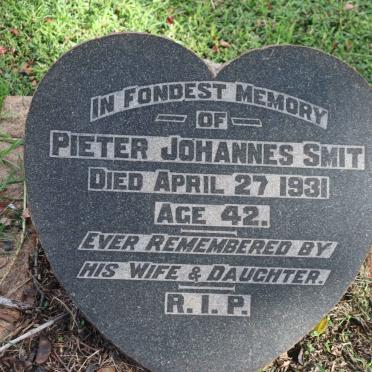 IN FONDEST MEMORY
OF
PIETER JOHANNES SMIT
DIED APRIL 27 1931
AGE 42.
EVER REMEMBERED BY
HIS WIFE & DAUGHTER.
R.I.P.